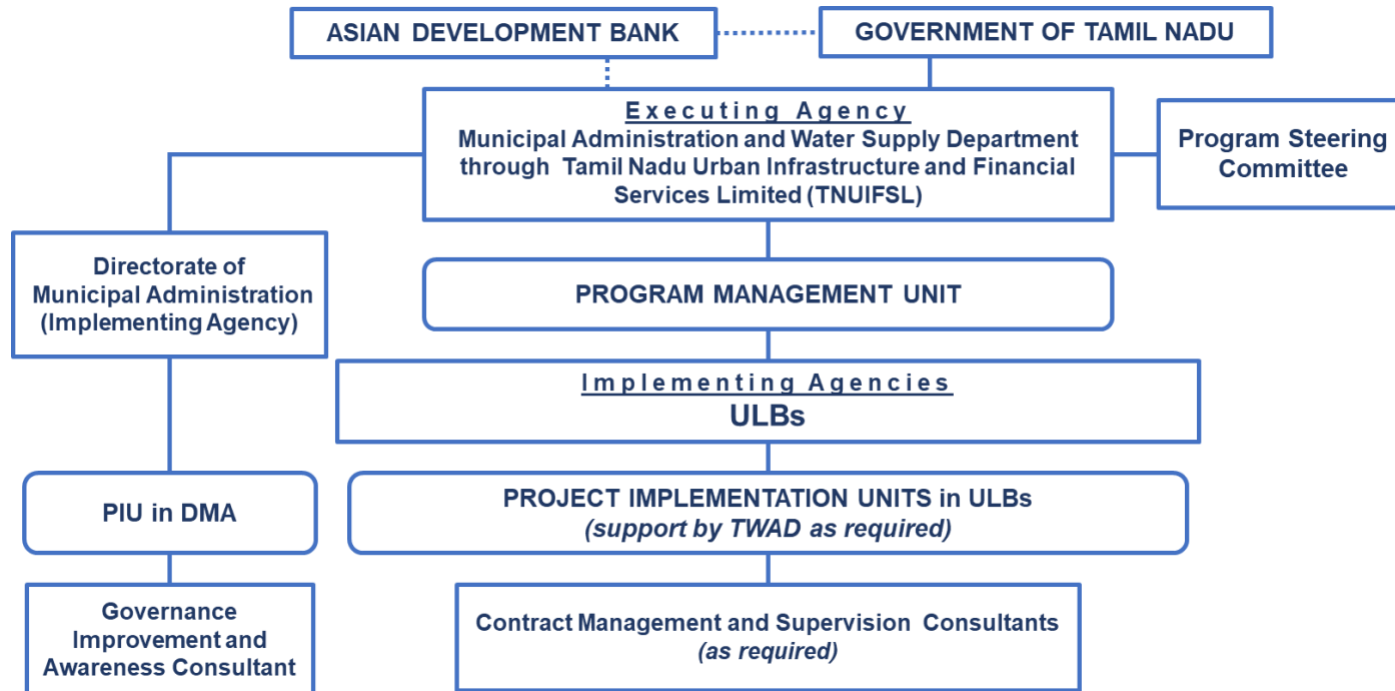 ASIAN DEVELOPMENT BANK
GOVERNMENT OF TAMIL NADU
Executing Agency
Municipal Administration and Water Supply Department
through Tamil Nadu Urban Infrastructure and Financial
Services Limited (TNUIFSL)
Program Steering
Committee
Directorate of
Municipal Administration
(Implementing Agency)
PROGRAM MANAGEMENT UNIT
Implementing Agencies
ULBs
PIU in DMA
PROJECT IMPLEMENTATION UNITS in ULBs
(support by TWAD as required)
Governance
Improvement and
Awareness Consultant
Contract Management and Supervision Consultants
(as required)